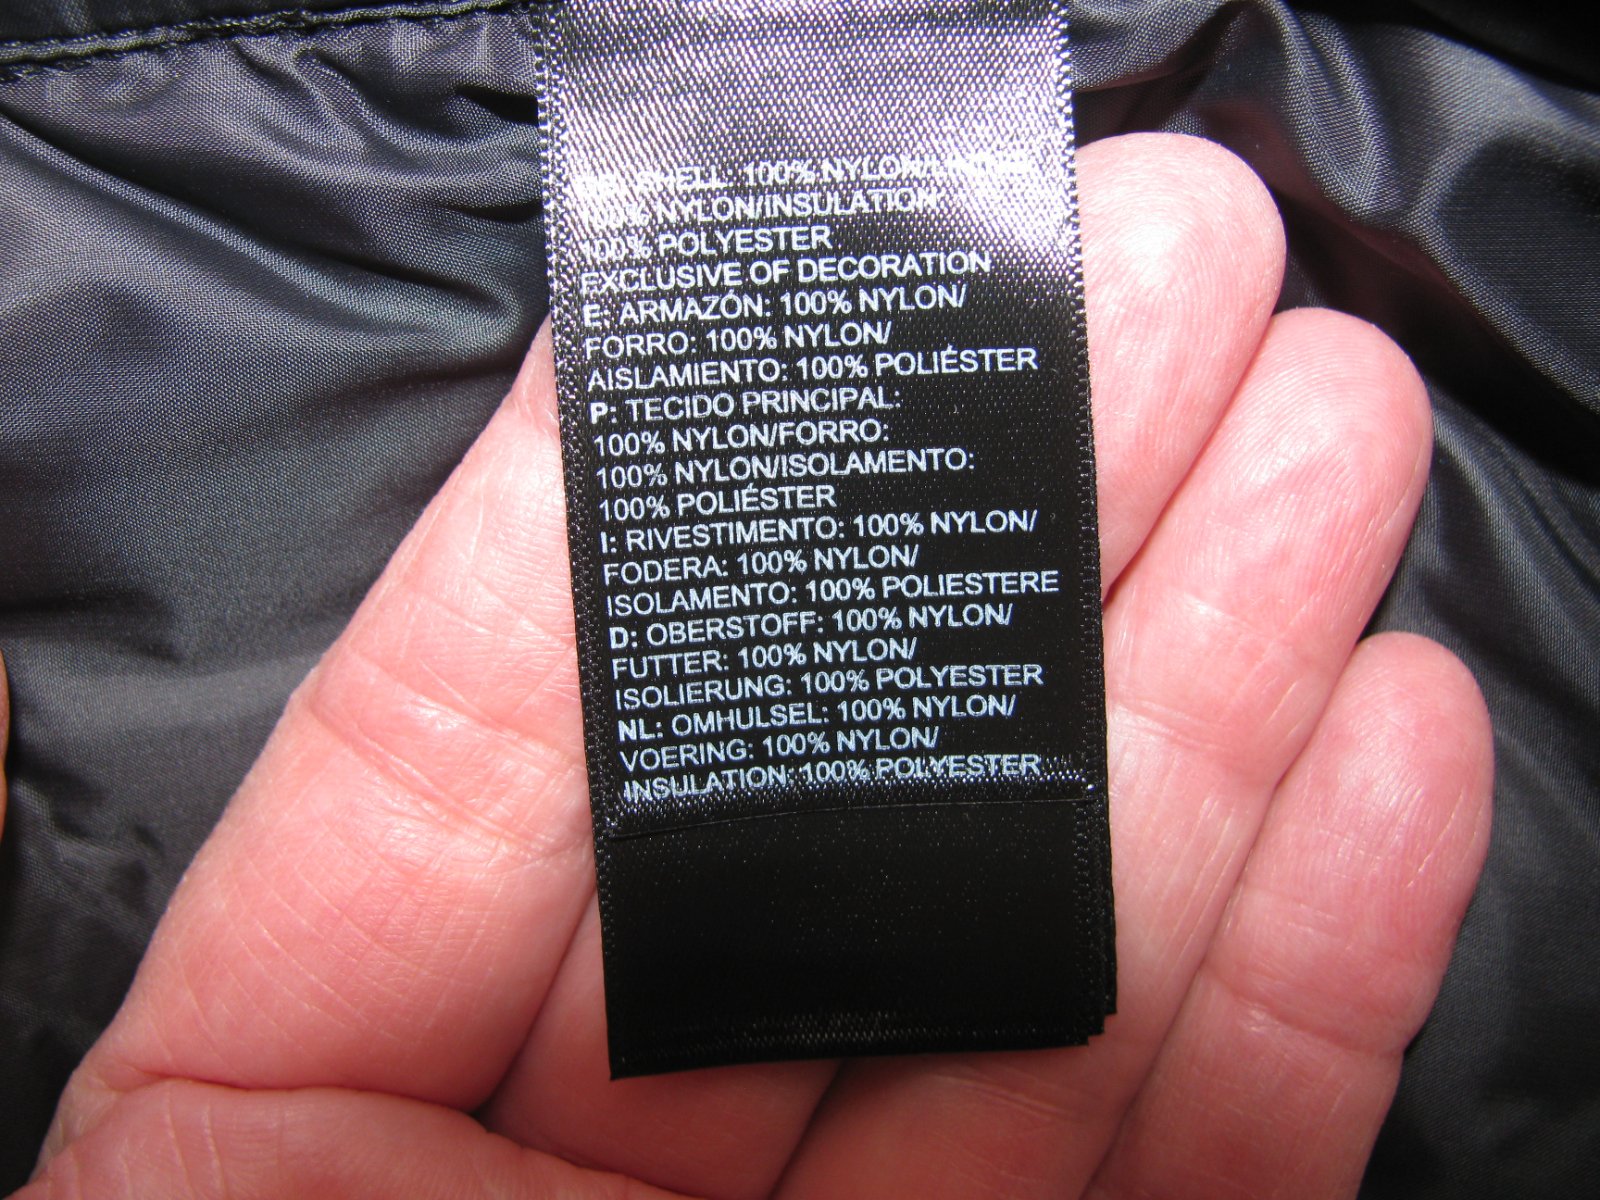 SHELL: 100% NYLON/
100% NYLON/INSULATION
100% POLYESTER
EXCLUSIVE OF DECORATION
E: ARMAZÓN: 100% NYLON/
FORRO: 100% NYLON/
AISLAMIENTO: 100% POLIÉSTER
P: TECIDO PRINCIPAL:
100% NYLON/FORRO:
100% NYLON/ISOLAMENTO:
100% POLIÉSTER
I: RIVESTIMENTO: 100% NYLON/
FODERA: 100% NYLON/
ISOLAMENTO: 100% POLIESTERE
D: OBERSTOFF: 100% NYLON/
FUTTER: 100% NYLON/
ISOLIERUNG: 100% POLYESTER
NL: OMHULSEL: 100% NYLON/
VOERING: 100% NYLON/
INSULATION: 100% POLYESTER